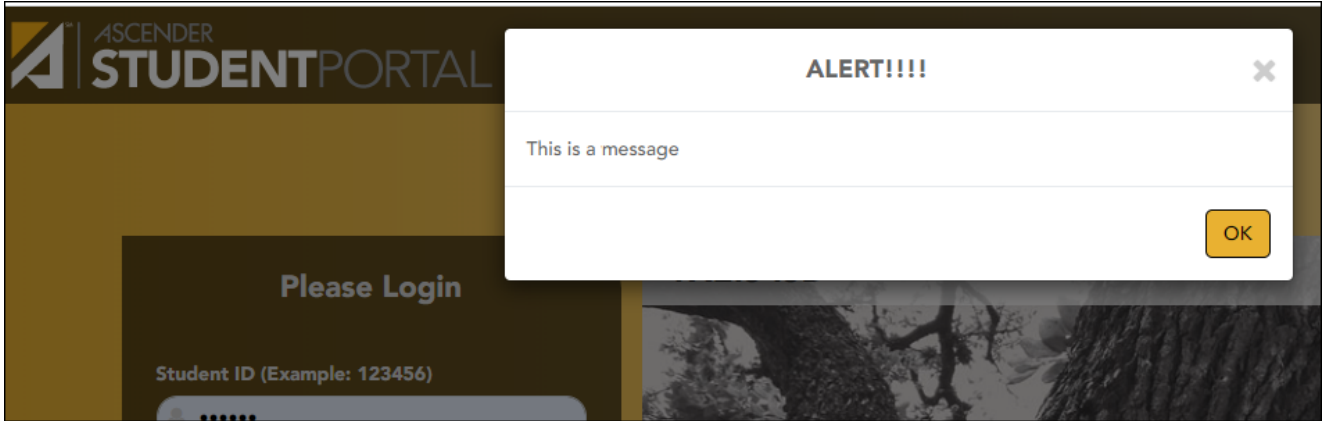 ASCENDER
STUDENTPORTAL
ALERT!!!!
This is a message
OK
Please Login
Student ID (Example: 123456)